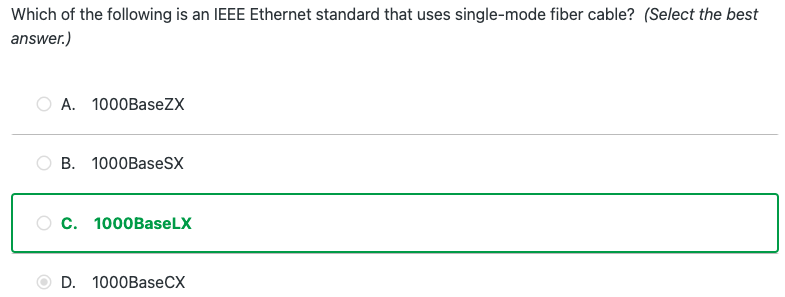 Which of the following is an IEEE Ethernet standard that uses single-mode fiber cable? (Select the best
answer.)
A. 1000BaseZX
B. 1000BaseSX
C. 1000BaseLX
D. 1000BaseCX